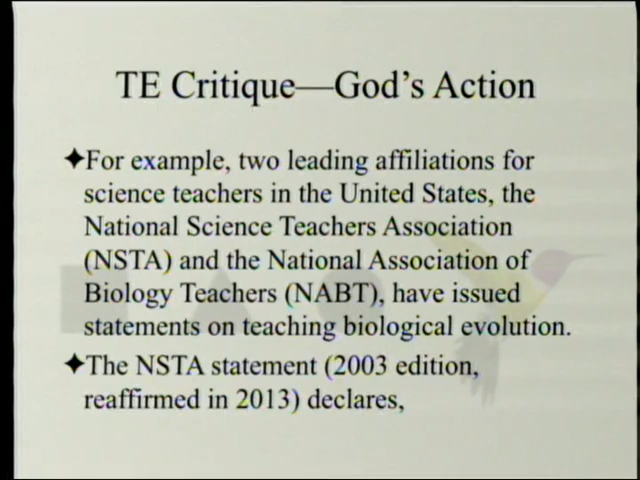 TE Critique—God's Action
✦For example, two leading affiliations for
science teachers in the United States, the
National Science Teachers Association
(NSTA) and the National Association of
Biology Teachers (NABT), have issued
statements on teaching biological evolution.
✦The NSTA statement (2003 edition,
reaffirmed in 2013) declares,